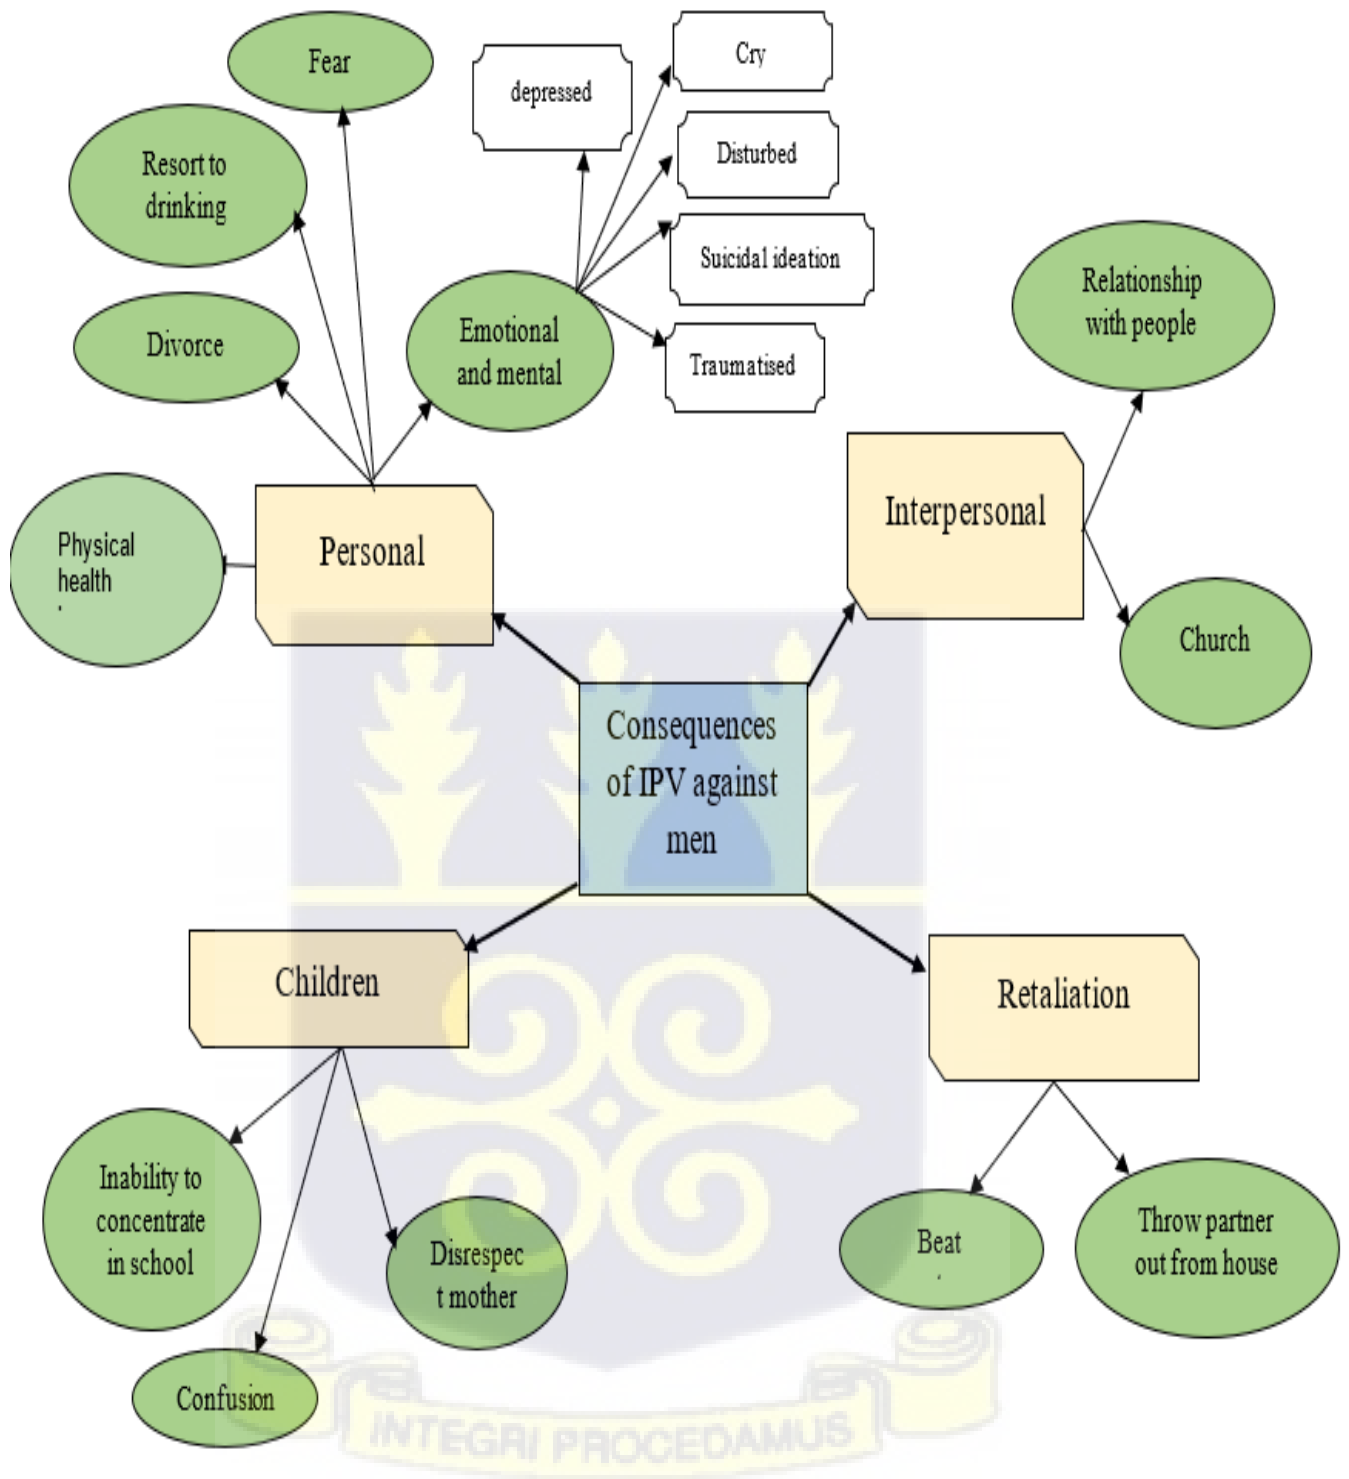 Fear
depressed
Cry
Resort to
drinking
Disturbed
Suicidal ideation
Divorce
Emotional
and mental
Traumatised
Relationship
with people
Physical
health
.
Personal
Interpersonal
Church
Consequences
of IPV against
men
Children
Retaliation
Inability to
concentrate
in school
Disrespec
t mother
Confusion
Beat
.
Throw partner
out from house
INTEGRI PROCEDAMUS